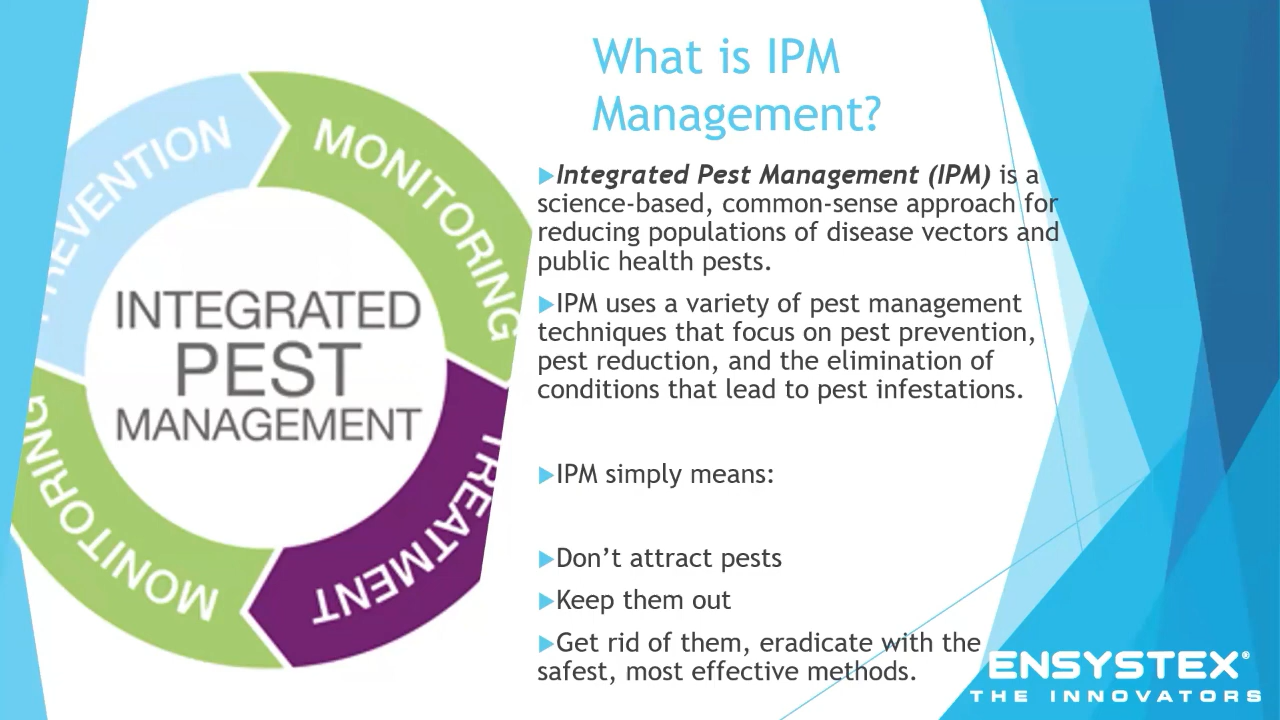 What is IPM
Management?
PREVENTION
MONITORING
INTEGRATED
PEST
MANAGEMENT
MONITORING
TREATMENT
Integrated Pest Management (IPM) is a
science-based, common-sense approach for
reducing populations of disease vectors and
public health pests.
IPM uses a variety of pest management
techniques that focus on pest prevention,
pest reduction, and the elimination of
conditions that lead to pest infestations.
IPM simply means:
Don’t attract pests
Keep them out
Get rid of them, eradicate with the
safest, most effective methods.
ENSYSTEX®
THE INNOVATORS